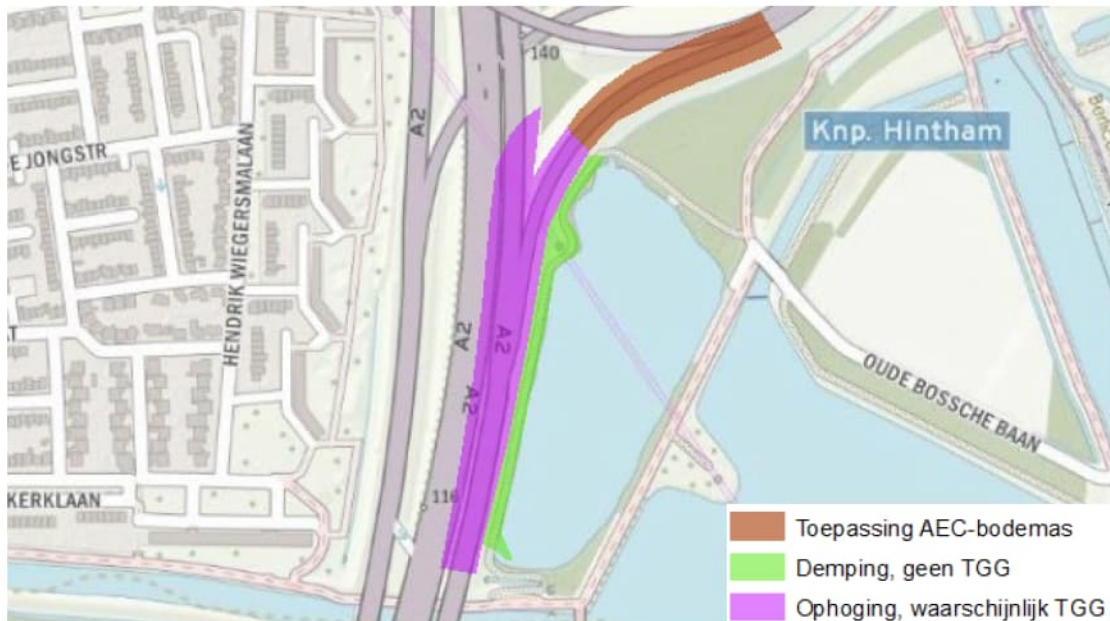 140
A2
E JONGSTR
HENDRIK WIEGERSMALAAN
Knp. Hintham
A2
A2
A2
OUDE BOSSCHE BAAN
KERKLAAN
116
Toepassing AEC-bodemas
Demping, geen TGG
Ophoging, waarschijnlijk TGG